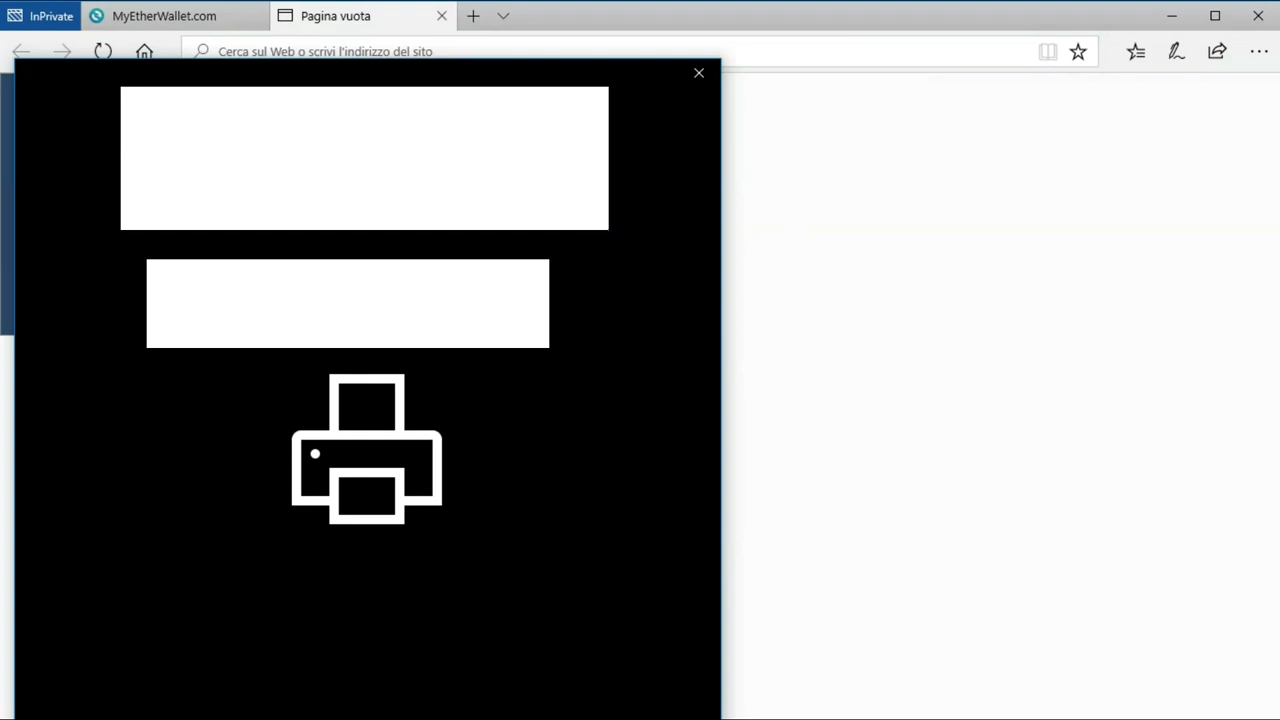 InPrivate
MyEtherWallet.com
Pagina vuota
Cerca sul Web o scrivi l'indirizzo del sito